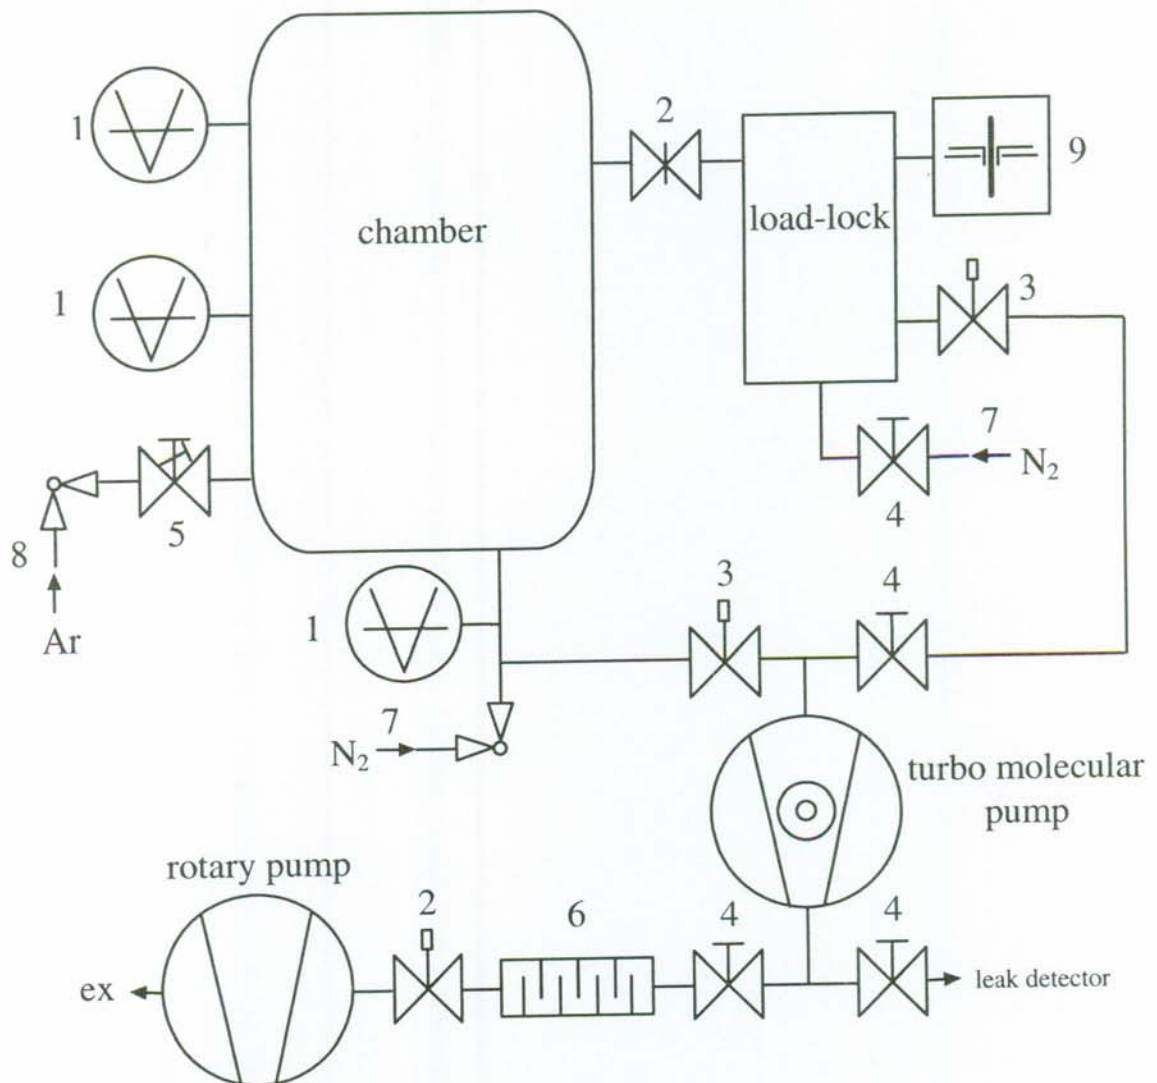 1
2
9
chamber
load-lock
1
3
7
N₂
4
5
8
Ar
1
3
4
7
N₂
turbo molecular
pump
rotary pump
2
6
4
4
ex
leak detector